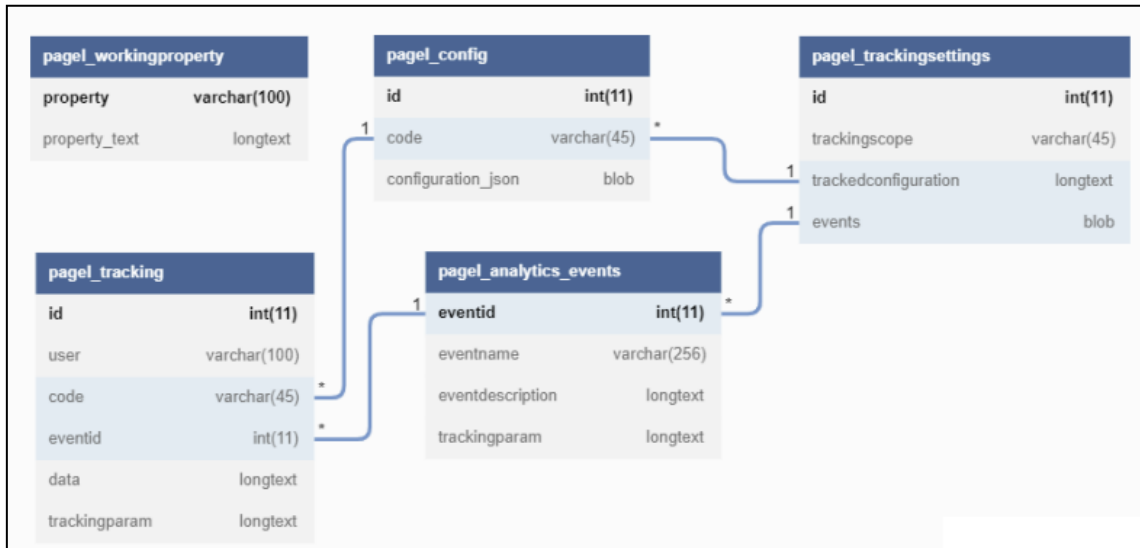 pagel_workingproperty
property varchar(100)
property_text longtext
pagel_config
id int(11)
1 code varchar(45) *
configuration_json blob
pagel_trackingsettings
id int(11)
trackingscope varchar(45)
1 trackedconfiguration longtext
1 events blob
pagel_tracking
id int(11)
user varchar(100)
code varchar(45) *
eventid int(11) *
data longtext
trackingparam longtext
pagel_analytics_events
1 eventid int(11) *
eventname varchar(256)
eventdescription longtext
trackingparam longtext